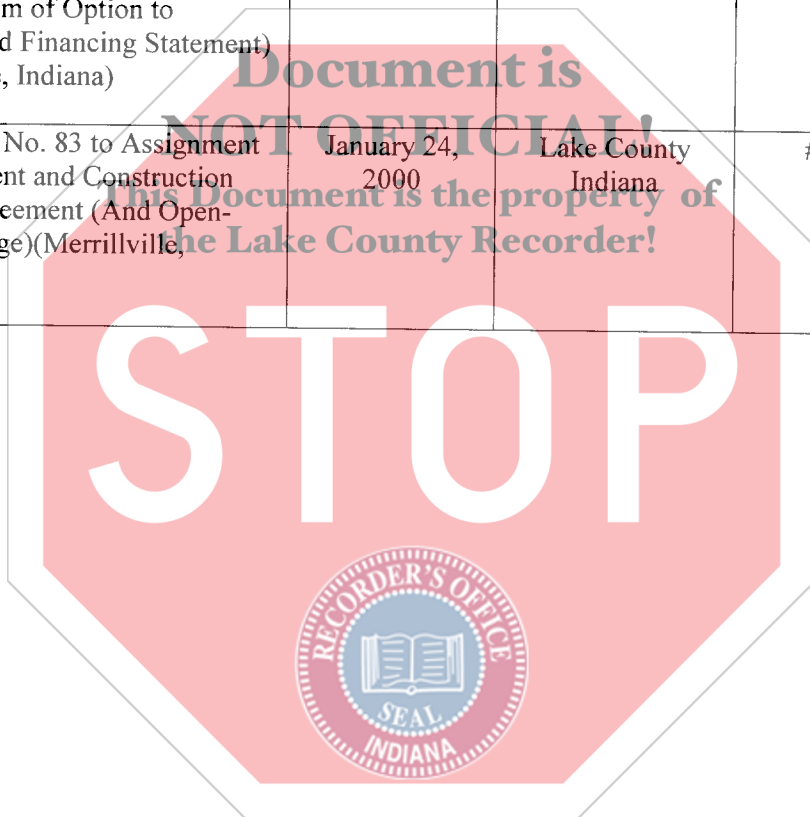 m of Option to
d Financing Statement)
, Indiana)
Document is
NOT OFFICIAL!
This Document is the property of
the Lake County Recorder!
No. 83 to Assignment
ent and Construction
eement (And Open-
ge)(Merrillville,
January 24,
2000
Lake County
Indiana
#
STOP
RECORDER'S OFFICE
SEAL
INDIANA